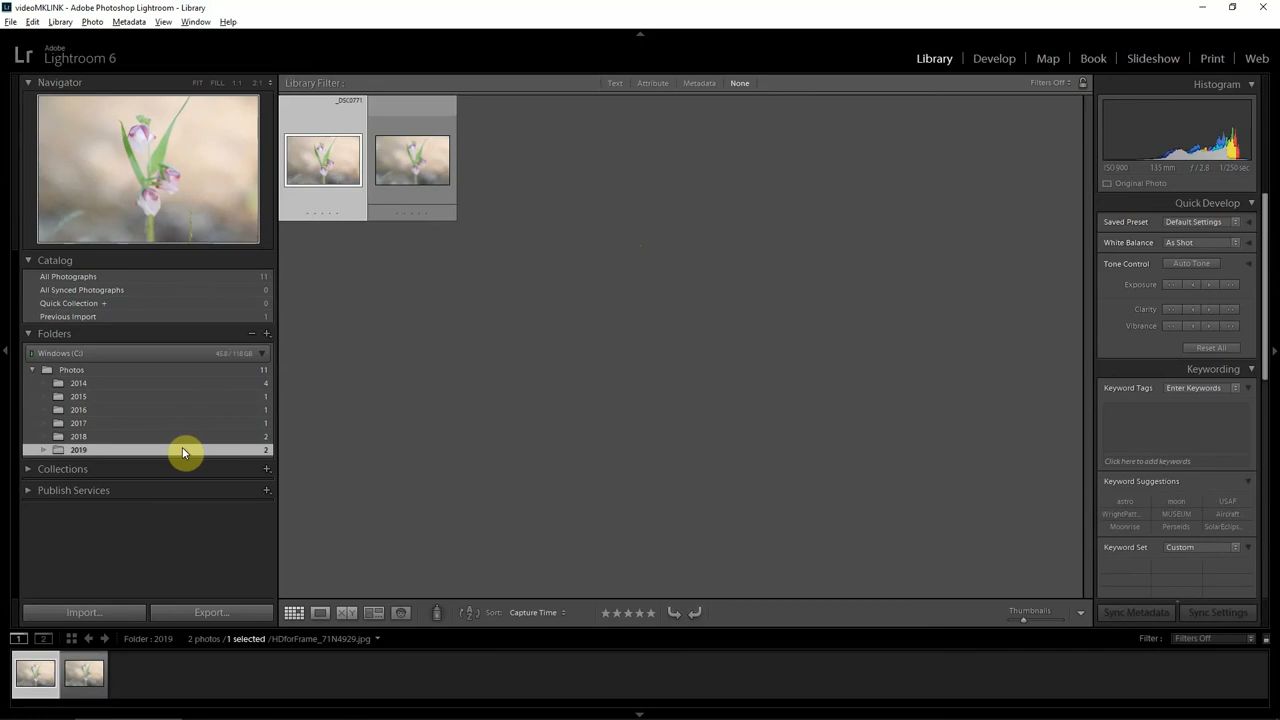 videoMKLINK - Adobe Photoshop Lightroom - Library
File Edit Library Photo Metadata View Window Help
Lr Adobe Lightroom 6
Library | Develop | Map | Book | Slideshow | Print | Web
Navigator FIT FILL 1:1 2:1
Catalog
All Photographs 11
All Synced Photographs 0
Quick Collection + 0
Previous Import 1
Folders
Windows (C:)
Photos 11
2014 4
2015 1
2016 1
2017 1
2018 2
2019 2
Collections
Publish Services
Import... Export...
Library Filter : Text Attribute Metadata None Filters Off
_DSC0771
Sort: Capture Time
Thumbnails
Histogram
ISO 900 135 mm f / 2.8 1/250 sec
Original Photo
Quick Develop
Saved Preset Default Settings
White Balance As Shot
Tone Control Auto Tone
Exposure
Clarity
Vibrance
Reset All
Keywording
Keyword Tags Enter Keywords
Click here to add keywords
Keyword Suggestions
astro moon USAF
WrightPatt... MUSEUM Aircraft
Moonrise Perseids SolarEclips...
Keyword Set Custom
Sync Metadata Sync Settings
1 2 Folder : 2019 2 photos / 1 selected /HDforFrame_71N4929.jpg Filter : Filters Off